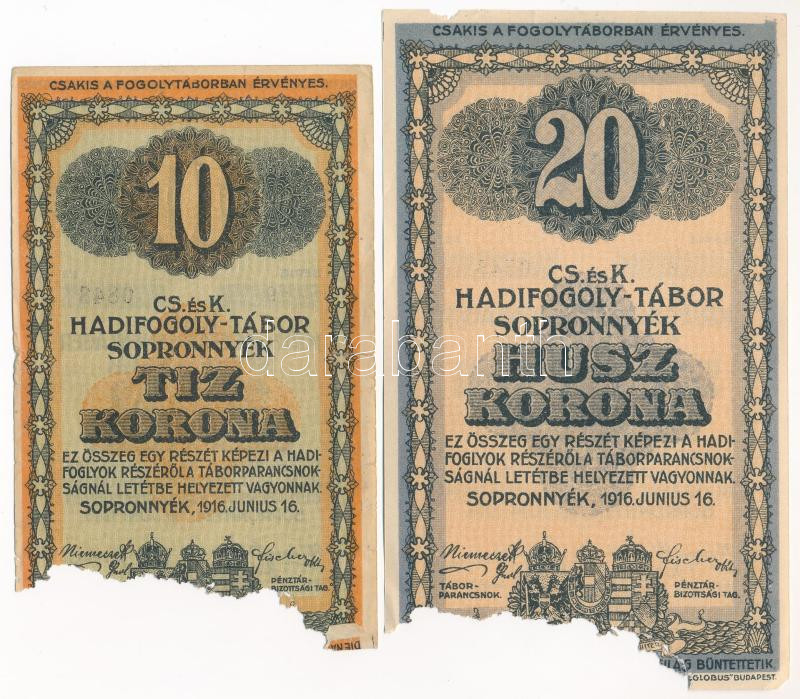 CSAKIS A FOGOLYTÁBORBAN ÉRVÉNYES.
10
0842
CS. ÉS K.
HADIFOGOLY-TÁBOR
SOPRONNYÉK
TIZ
KORONA
EZ ÖSSZEG EGY RÉSZÉT KÉPEZI A HADI-
FOGLYOK RÉSZÉRŐL A TÁBORPARANCSNOK-
SÁGNÁL LETÉTBE HELYEZETT VAGYONNAK.
SOPRONNYÉK, 1916. JUNIUS 16.
PÉNZTÁR-
BIZOTTSÁGI TAG.
CSAKIS A FOGOLYTÁBORBAN ÉRVÉNYES.
20
CS. ÉS K.
HADIFOGOLY-TÁBOR
SOPRONNYÉK
HUSZ
KORONA
EZ ÖSSZEG EGY RÉSZÉT KÉPEZI A HADI-
FOGLYOK RÉSZÉRŐL A TÁBORPARANCSNOK-
SÁGNÁL LETÉTBE HELYEZETT VAGYONNAK.
SOPRONNYÉK, 1916. JUNIUS 16.
TÁBOR-
PARANCSNOK.
PÉNZTÁR-
BIZOTTSÁGI TAG.
BÜNTETTETIK
GLOBUS" BUDAPEST.
darabanth